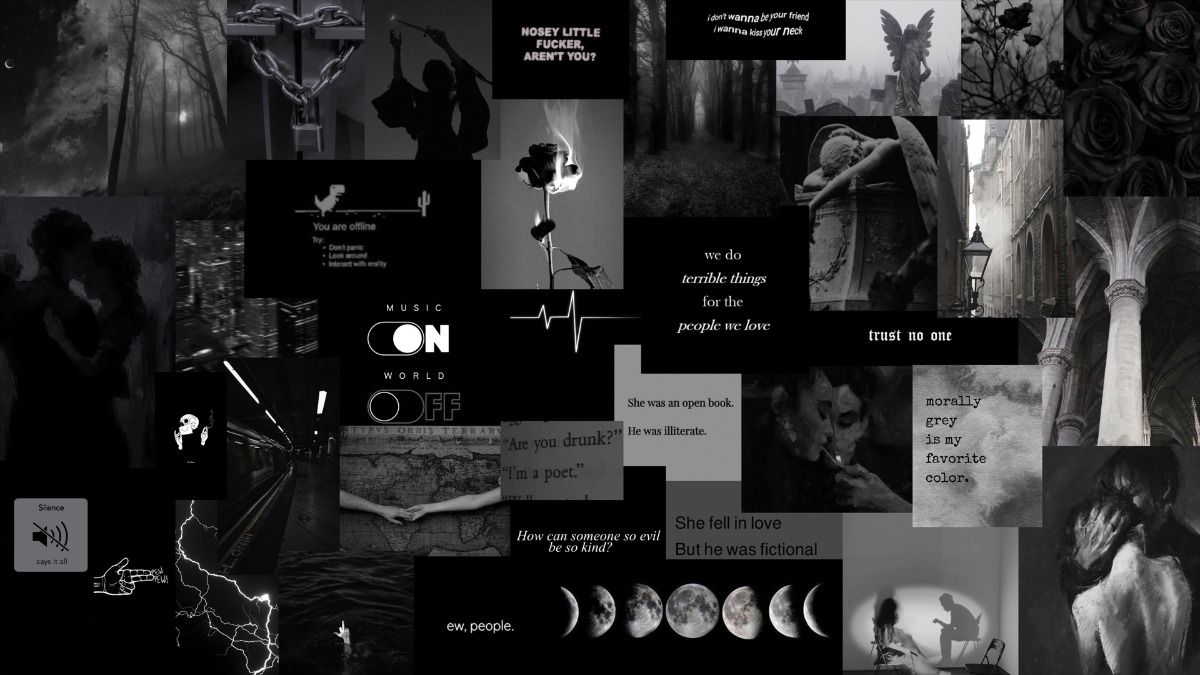 NOSEY LITTLE
FUCKER,
AREN'T YOU?
i don't wanna be your friend
i wanna kiss your neck
You are offline
Try:
• Don't panic
• Look around
• Interact with reality
we do
terrible things
for the
people we love
MUSIC
ON
WORLD
OFF
trust no one
She was an open book.
He was illiterate.
morally
grey
is my
favorite
color.
TYPVS ORBIS TERRARV
"Are you drunk?"
"I'm a poet."
How can someone so evil
be so kind?
She fell in love
But he was fictional
Silence
says it all
PEW
PEW!
ew, people.